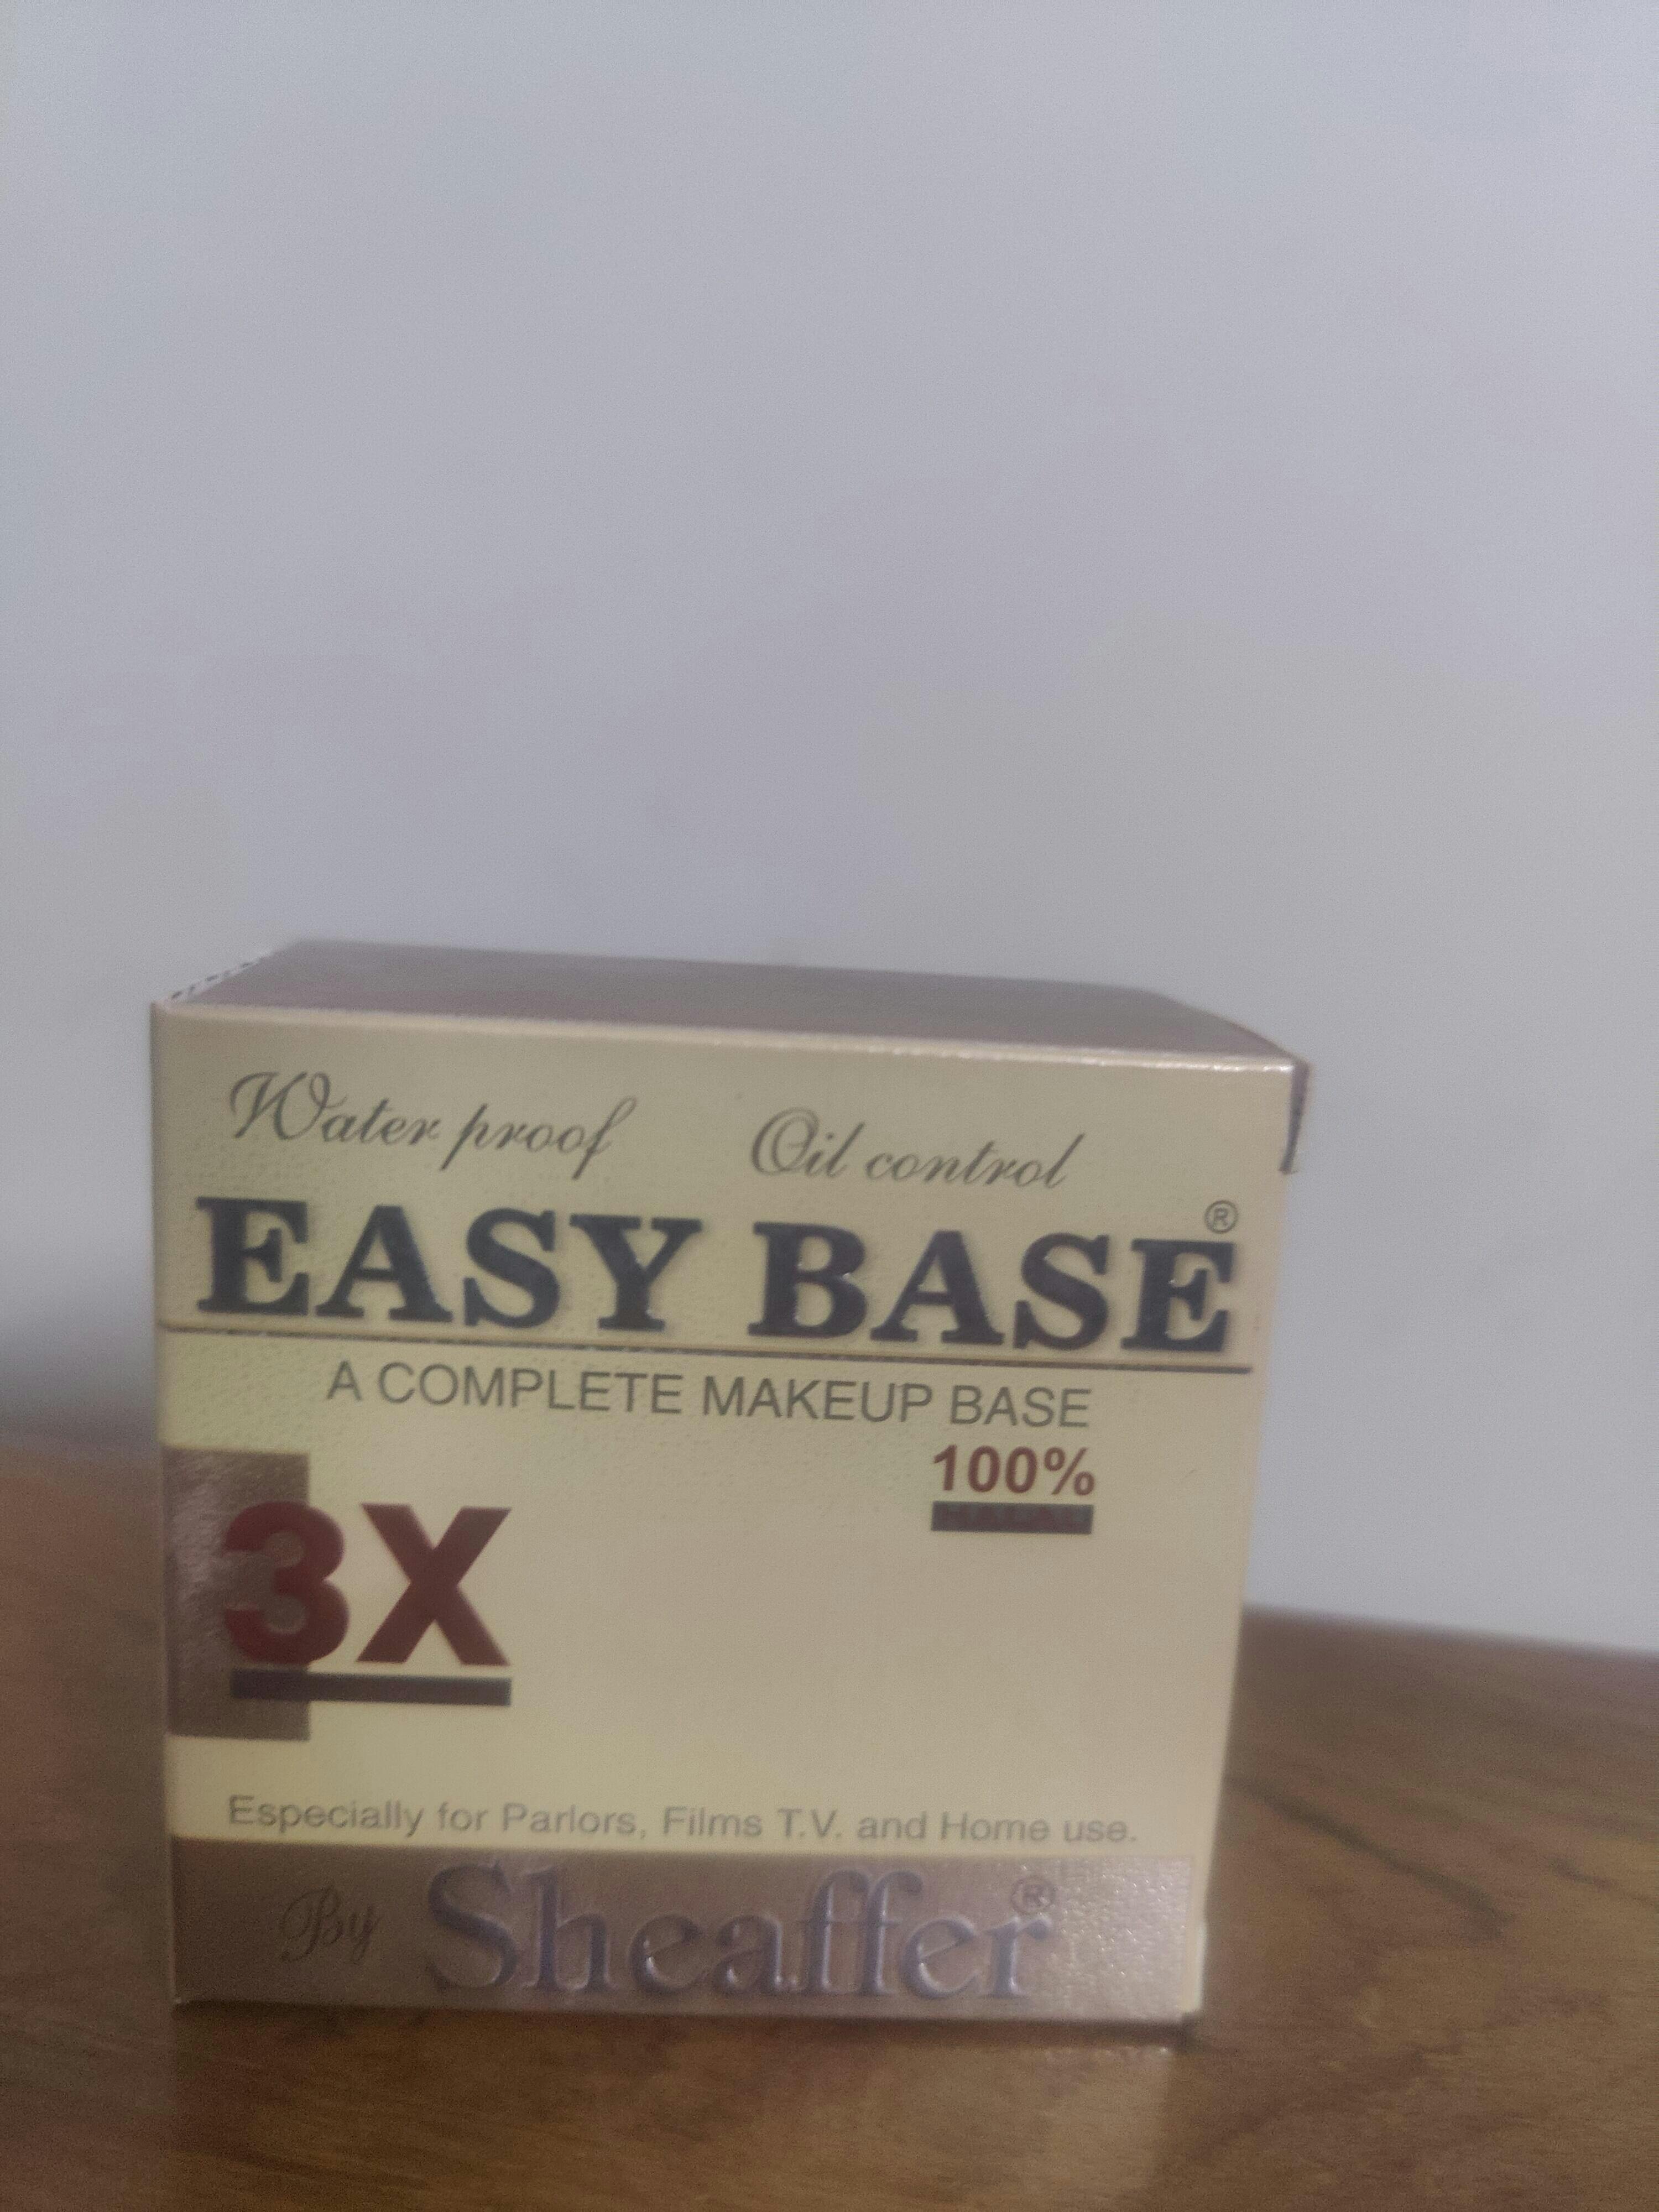 Water proof Oil control
EASY BASE®
A COMPLETE MAKEUP BASE
100%
3X
Especially for Parlors, Films T.V. and Home use.
By Sheaffer®